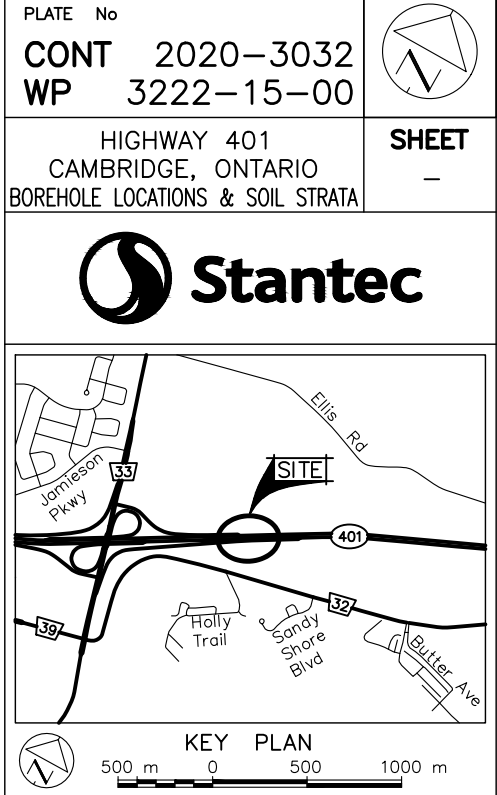 PLATE No
CONT 2020-3032
WP 3222-15-00
HIGHWAY 401
CAMBRIDGE, ONTARIO
BOREHOLE LOCATIONS & SOIL STRATA
SHEET
-
Stantec
Ellis Rd
Jamieson
Pkwy
33
SITE
401
39
32
Holly
Trail
Sandy
Shore
Blvd
Butter Ave
N
KEY PLAN
N
500 m 0 500 1000 m